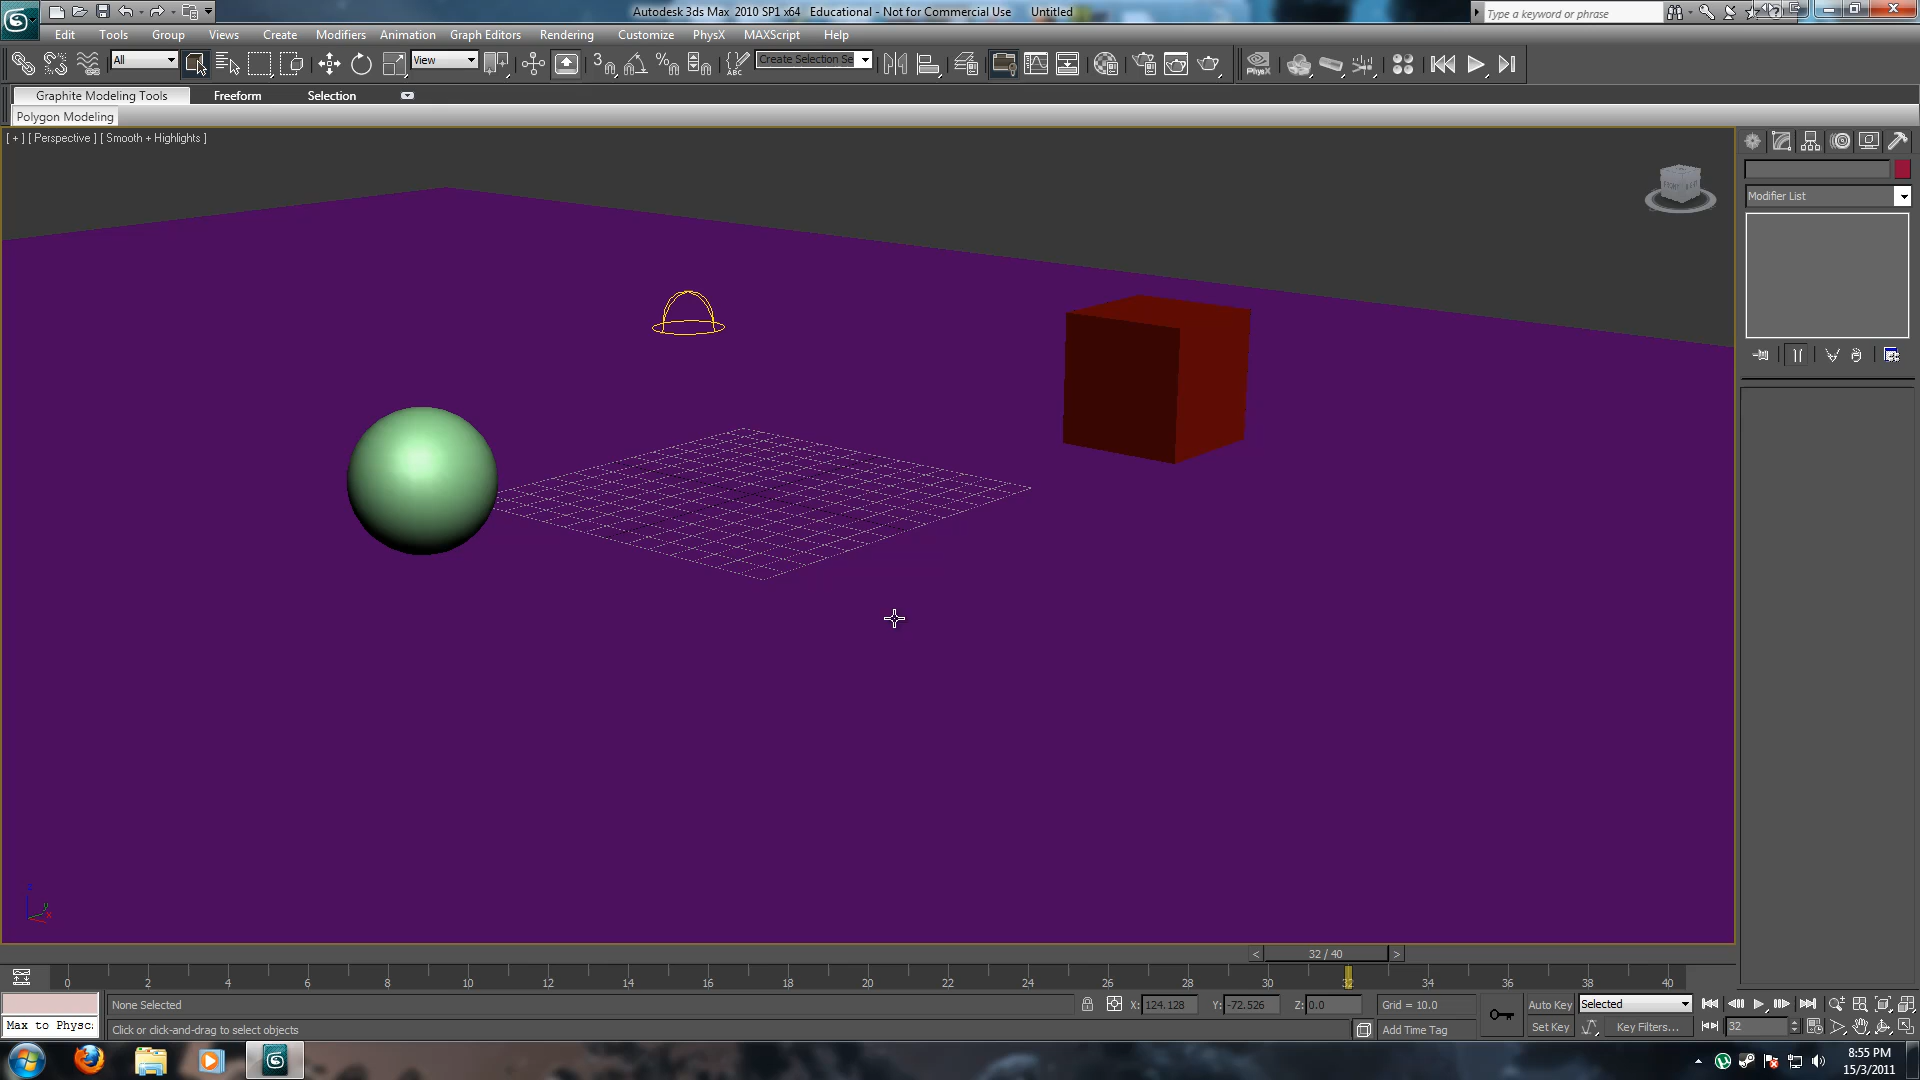 Autodesk 3ds Max 2010 SP1 x64 Educational - Not for Commercial Use Untitled
Type a keyword or phrase
Edit Tools Group Views Create Modifiers Animation Graph Editors Rendering Customize PhysX MAXScript Help
All View 3 ABC Create Selection Se PhysX
Graphite Modeling Tools Freeform Selection
Polygon Modeling
[ + ] [ Perspective ] [ Smooth + Highlights ]
Modifier List
z
y
x
< 32 / 40 >
0 2 4 6 8 10 12 14 16 18 20 22 24 26 28 30 32 34 36 38 40
None Selected X: 124.128 Y: -72.526 Z: 0.0 Grid = 10.0 Auto Key Selected
Max to Physc: Click or click-and-drag to select objects Add Time Tag Set Key Key Filters... 32
8:55 PM
15/3/2011